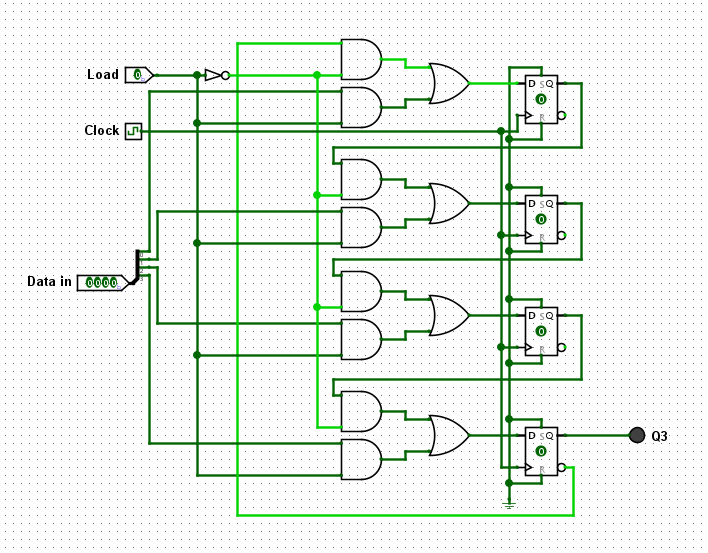 Load 0
D S Q
0
R
Clock
D S Q
0
R
Data in 0000
D S Q
0
R
D S Q Q3
0
R